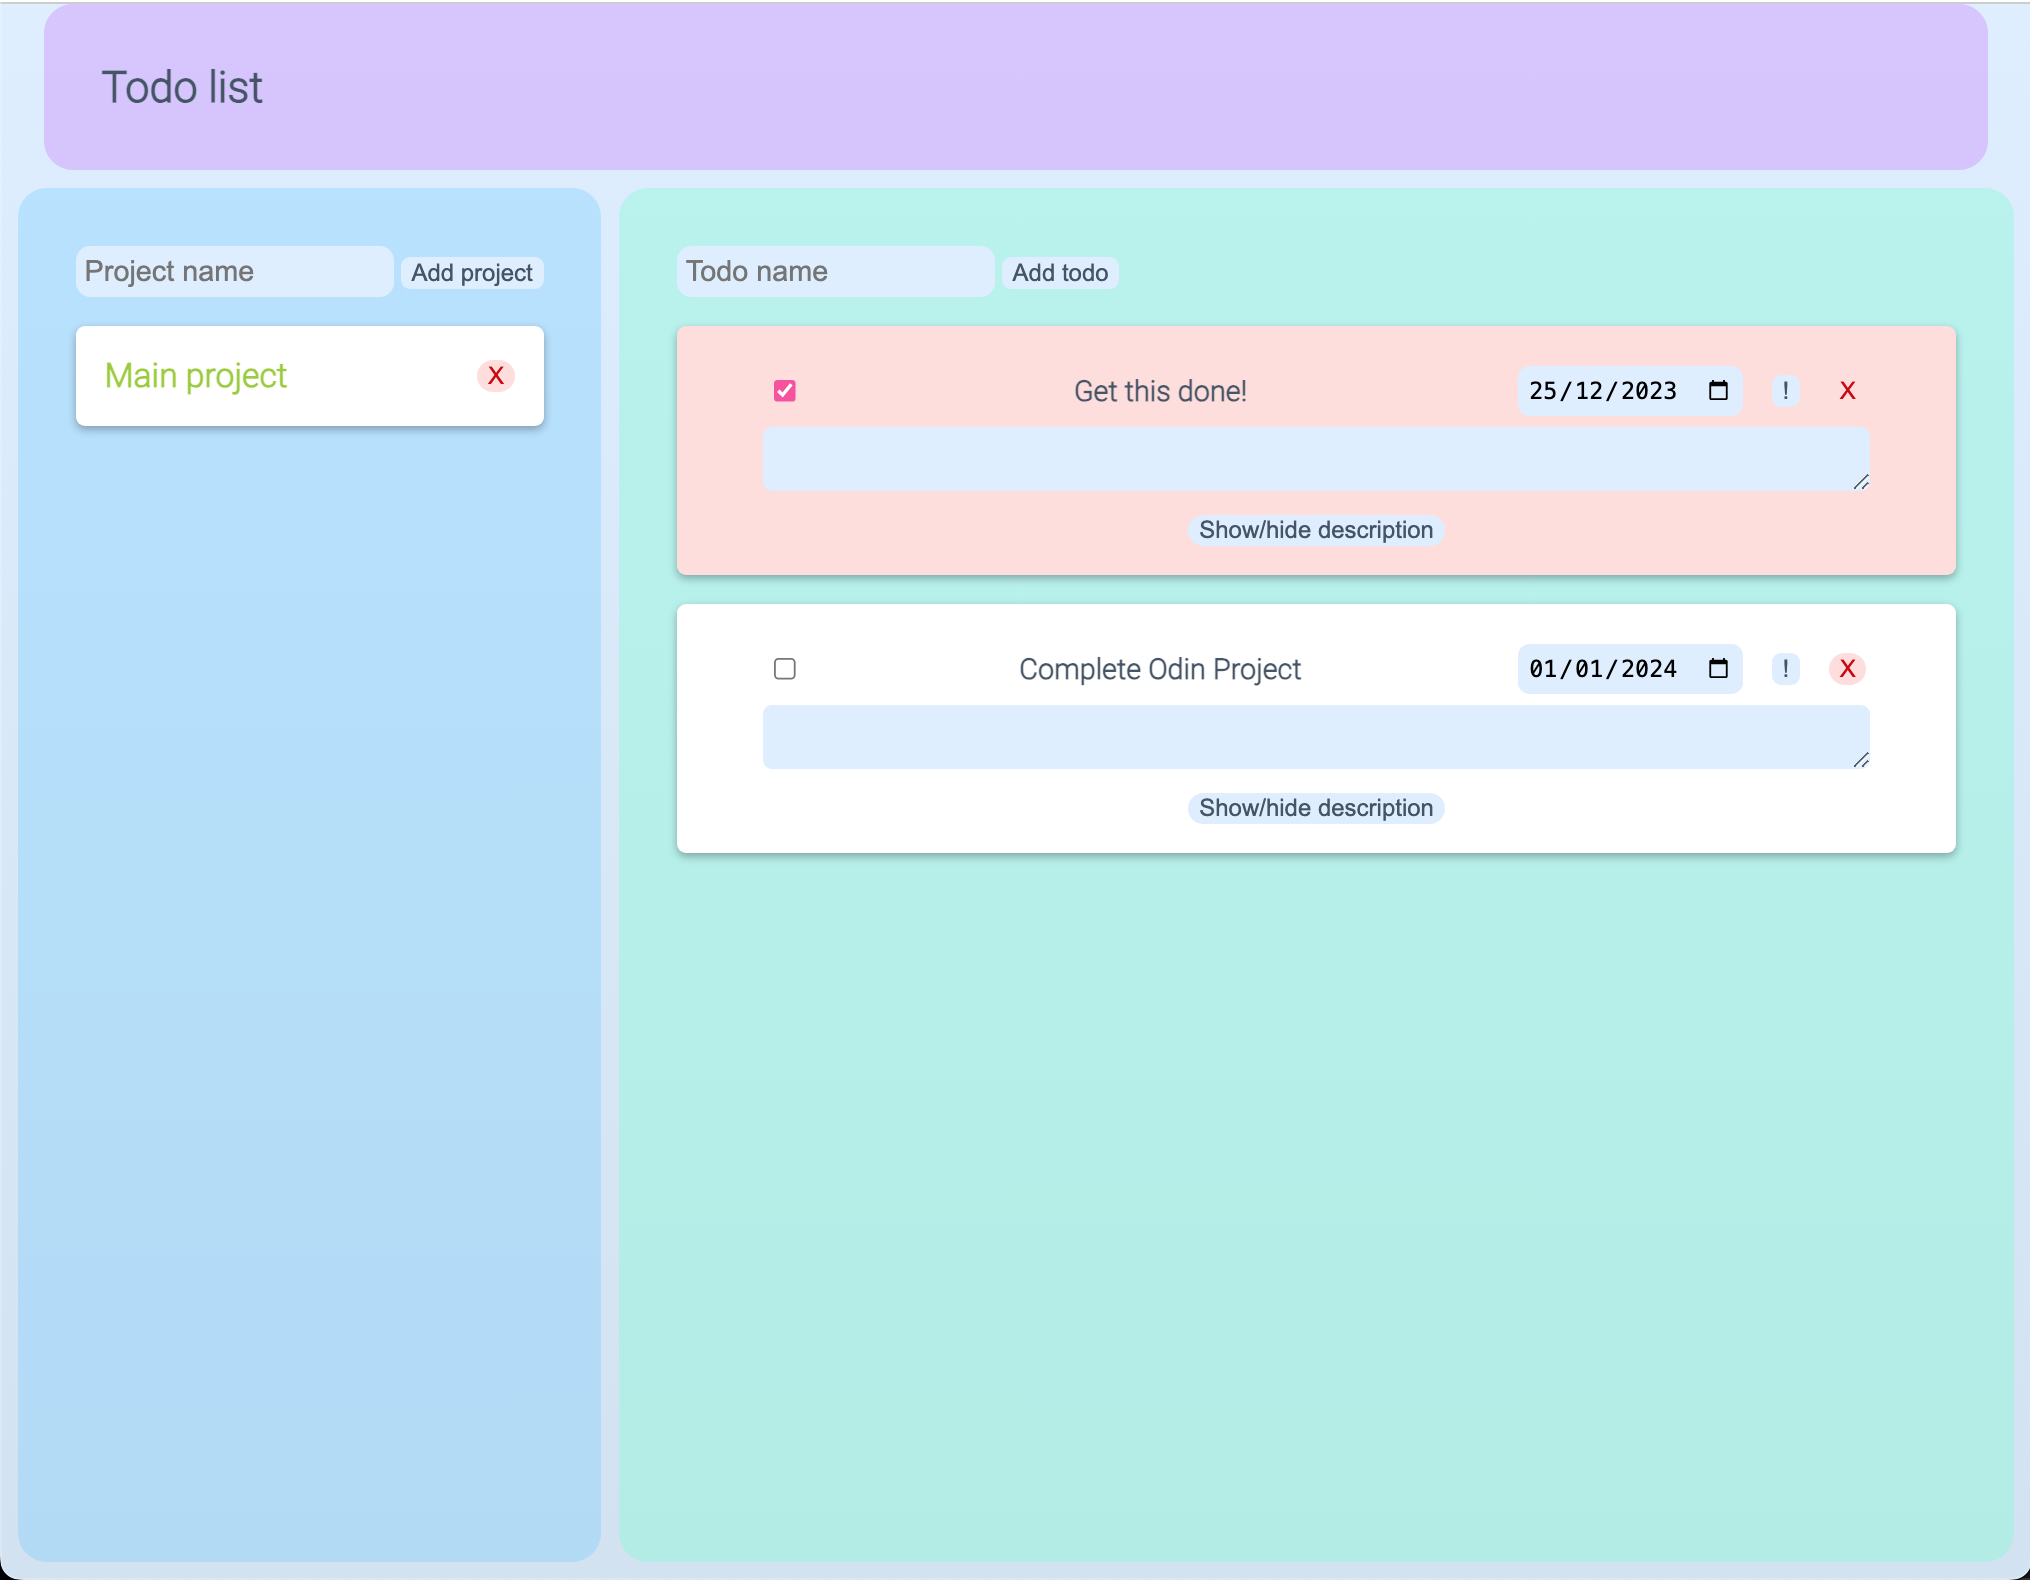 Todo list
Project name Add project
Main project X
Todo name Add todo
Get this done! 25/12/2023 ! X
Show/hide description
Complete Odin Project 01/01/2024 ! X
Show/hide description